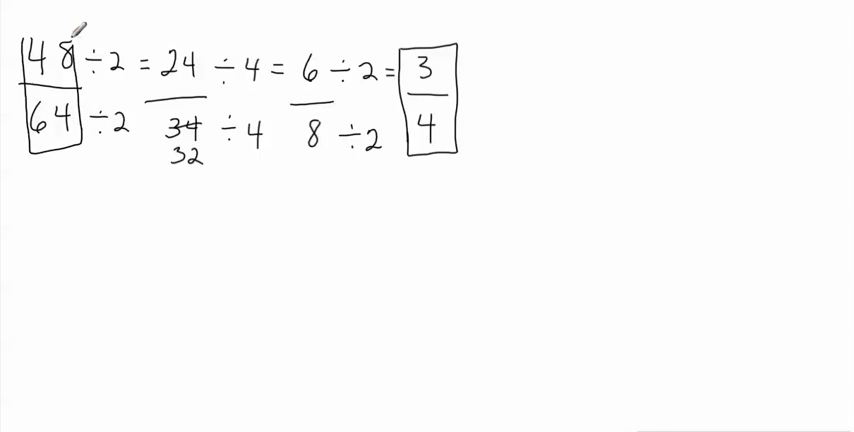 48 ÷2 = 24 ÷4 = 6 ÷2 = 3
64 ÷2 34 ÷4 8 ÷2 4
32